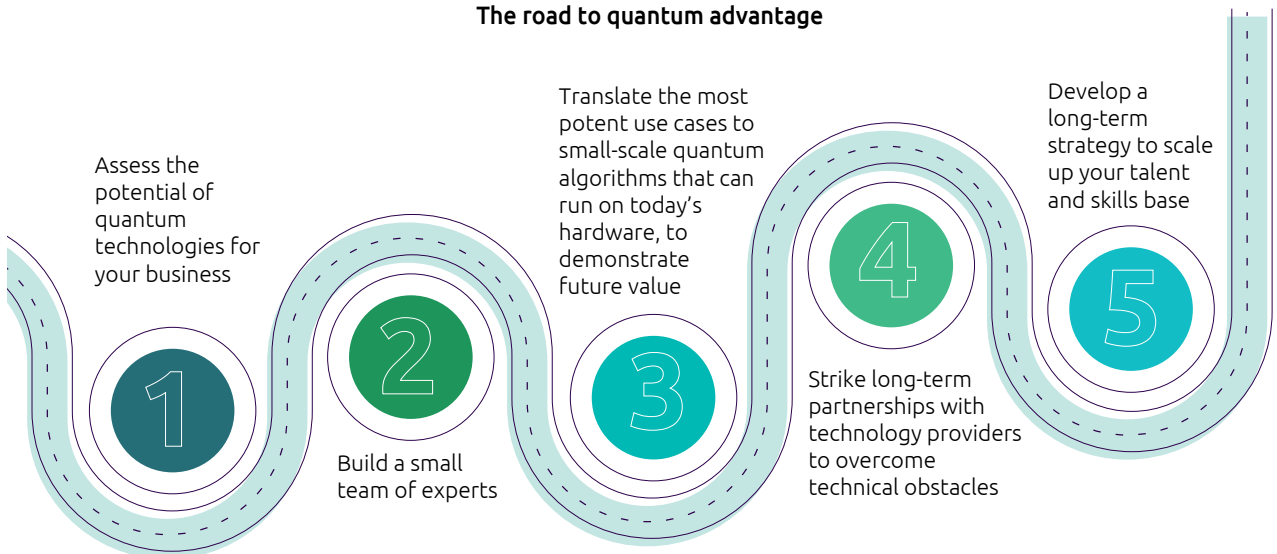 The road to quantum advantage
Assess the
potential of
quantum
technologies for
your business
1
2
Build a small
team of experts
Translate the most
potent use cases to
small-scale quantum
algorithms that can
run on today’s
hardware, to
demonstrate
future value
3
4
Strike long-term
partnerships with
technology providers
to overcome
technical obstacles
Develop a
long-term
strategy to scale
up your talent
and skills base
5